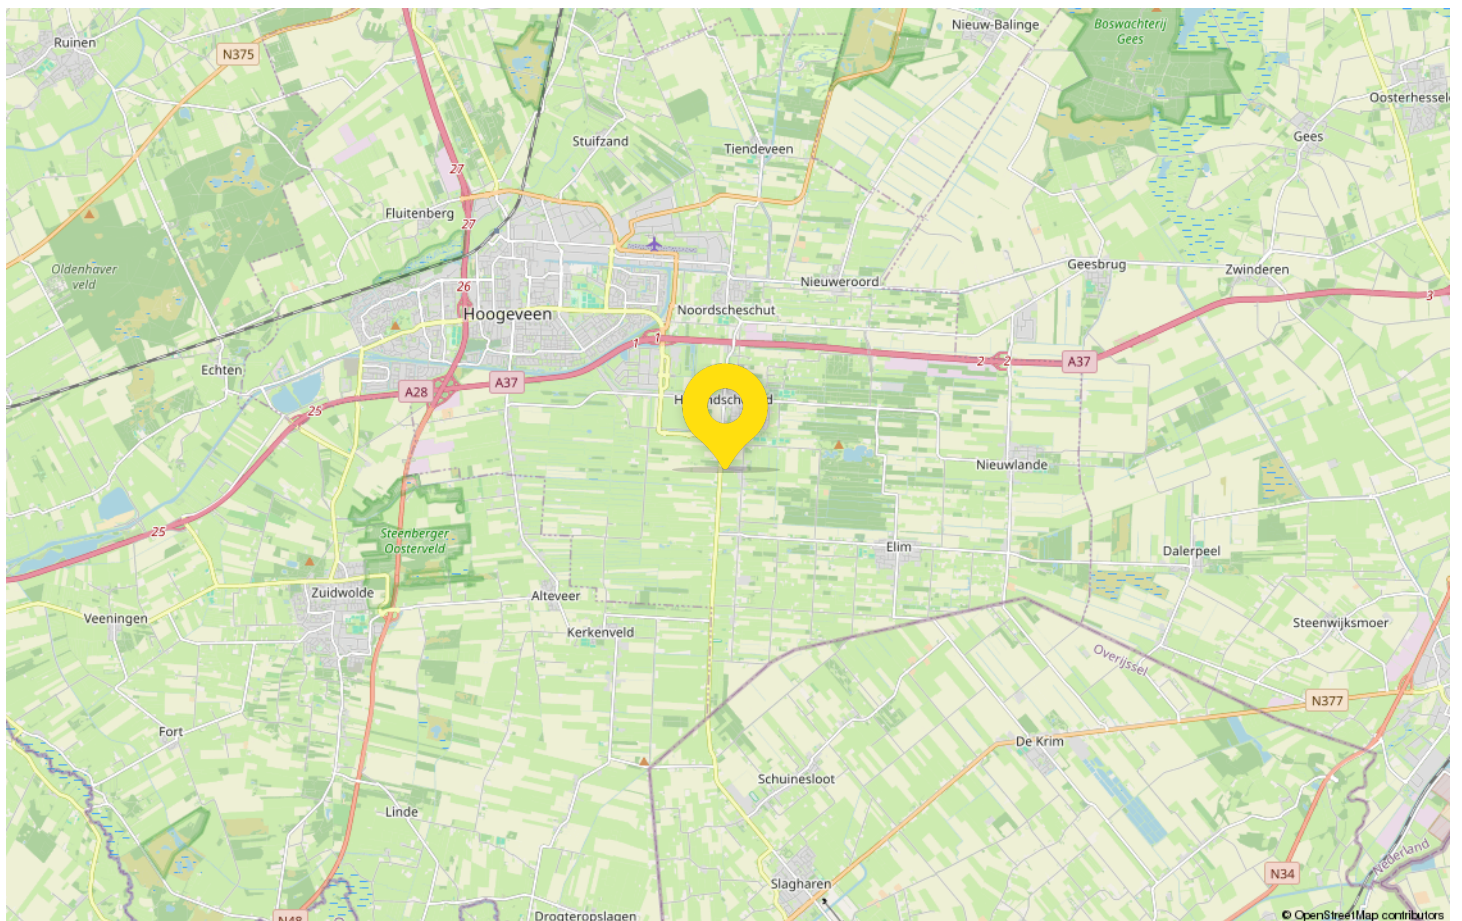 Ruinen
N375
Nieuw-Balinge
Boswachterij
Gees
Oosterhessel
Gees
Stuifzand
Tiendeveen
27
Fluitenberg
27
Oldenhaver
veld
Geesbrug
Zwinderen
Nieuweroord
26
3
Hoogeveen
Noordscheschut
1
1
2
2
A37
Echten
A28
A37
25
Nieuwlande
25
Steenberger
Oosterveld
Elim
Dalerpeel
Zuidwolde
Alteveer
Veeningen
Kerkenveld
Steenwijksmoer
Overijssel
N377
Fort
De Krim
Schuinesloot
Linde
Nederland
N34
Slagharen
N48
Drogteropslagen
© OpenStreetMap contributors